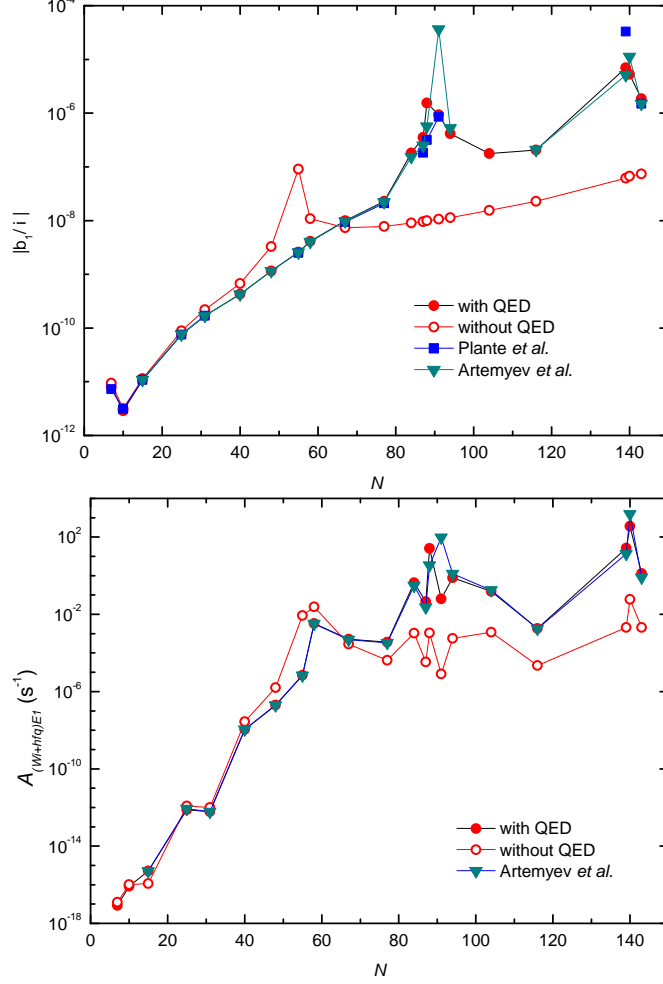 10^-4
10^-6
10^-8
10^-10
10^-12
|b_1/ i |
with QED
without QED
Plante et al.
Artemyev et al.
0 20 40 60 80 100 120 140
N
10^2
10^-2
10^-6
10^-10
10^-14
10^-18
A_(Wi+hfq)E1 (s^-1)
with QED
without QED
Artemyev et al.
0 20 40 60 80 100 120 140
N